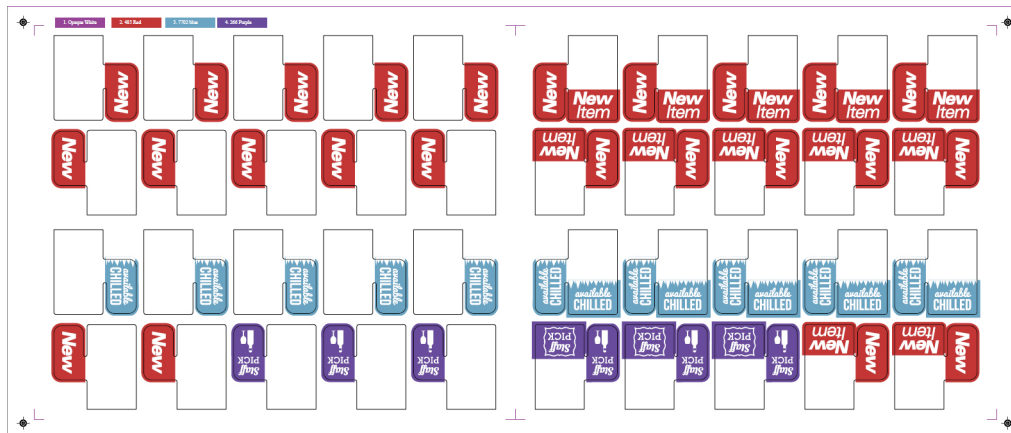 1. Opaque White
2. 485 Red
3. 7702 blue
4. 266 Purple
New
New
New
New
New
New
New
Item
New
New
Item
New
New
Item
New
New
Item
New
New
Item
New
New
New
New
New
New
Item
New
New
Item
New
New
Item
New
New
Item
New
New
Item
New
available
CHILLED
available
CHILLED
available
CHILLED
available
CHILLED
available
CHILLED
available
CHILLED
available
CHILLED
available
CHILLED
available
CHILLED
available
CHILLED
available
CHILLED
available
CHILLED
available
CHILLED
available
CHILLED
available
CHILLED
New
New
Staff
PICK
Staff
PICK
Staff
PICK
Staff
PICK
Staff
PICK
Staff
PICK
Staff
PICK
Staff
PICK
Staff
PICK
New
Item
New
New
Item
New